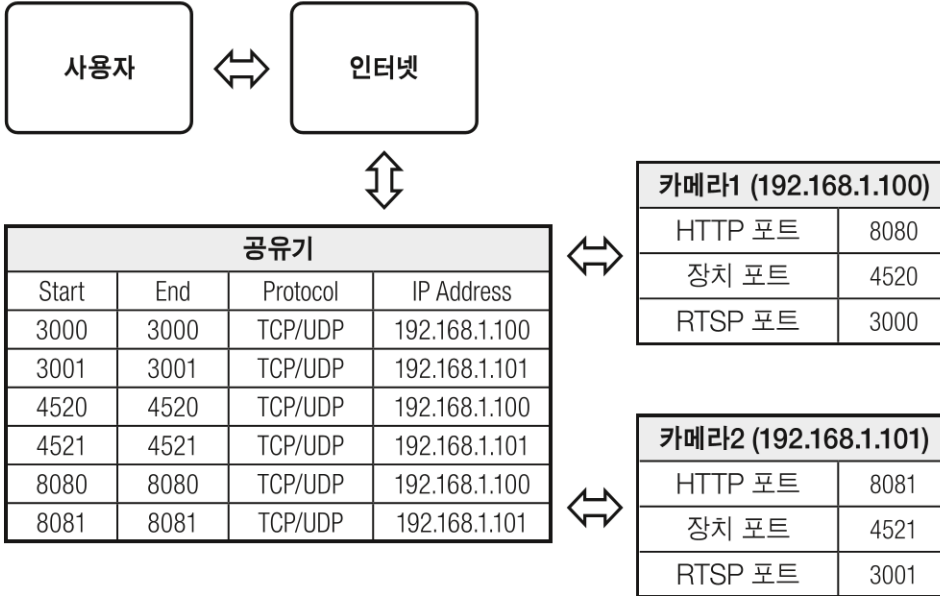 사용자
인터넷
공유기
Start End Protocol IP Address
3000 3000 TCP/UDP 192.168.1.100
3001 3001 TCP/UDP 192.168.1.101
4520 4520 TCP/UDP 192.168.1.100
4521 4521 TCP/UDP 192.168.1.101
8080 8080 TCP/UDP 192.168.1.100
8081 8081 TCP/UDP 192.168.1.101
카메라1 (192.168.1.100)
HTTP 포트 8080
장치 포트 4520
RTSP 포트 3000
카메라2 (192.168.1.101)
HTTP 포트 8081
장치 포트 4521
RTSP 포트 3001